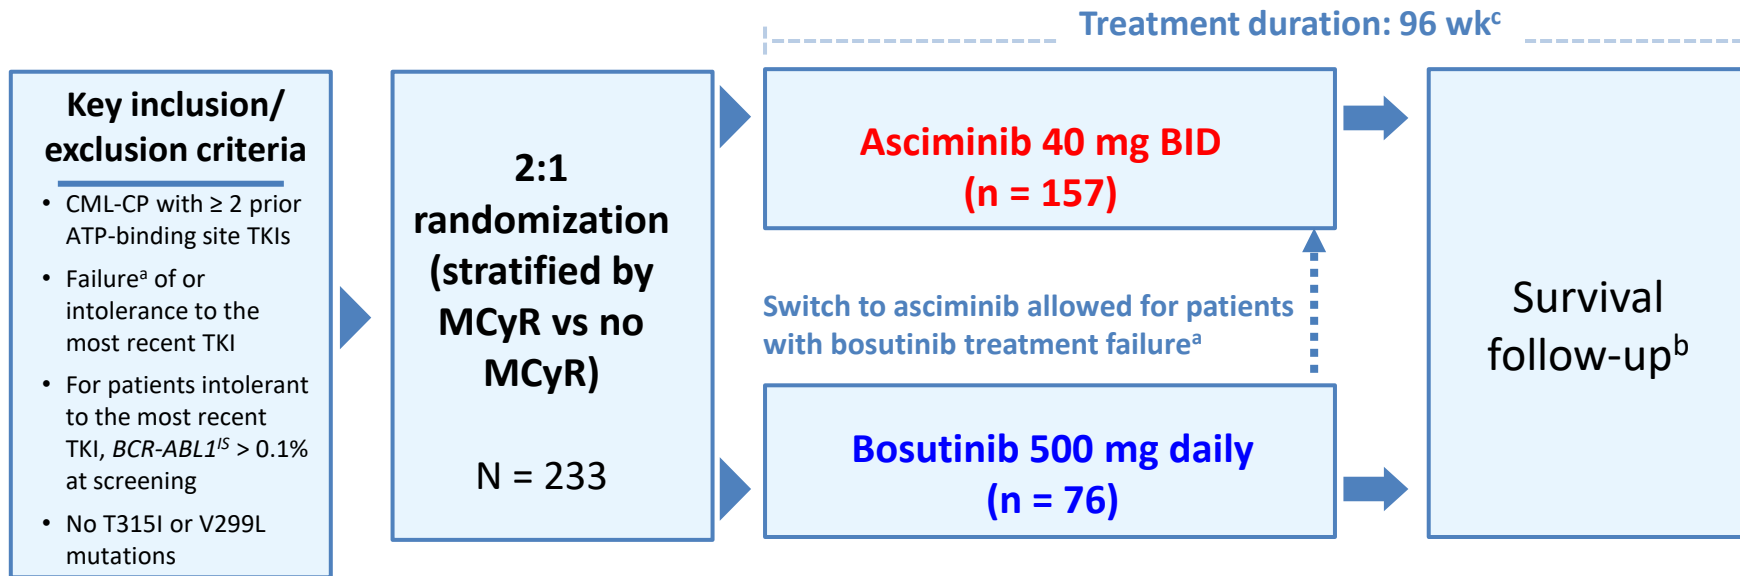 Treatment duration: 96 wkᶜ
Key inclusion/
exclusion criteria
• CML-CP with ≥ 2 prior
ATP-binding site TKIs
• Failureᵃ of or
intolerance to the
most recent TKI
• For patients intolerant
to the most recent
TKI, BCR-ABL1ᴵˢ > 0.1%
at screening
• No T315I or V299L
mutations
2:1
randomization
(stratified by
MCyR vs no
MCyR)
N = 233
Asciminib 40 mg BID
(n = 157)
Switch to asciminib allowed for patients
with bosutinib treatment failureᵃ
Bosutinib 500 mg daily
(n = 76)
Survival
follow-upᵇ